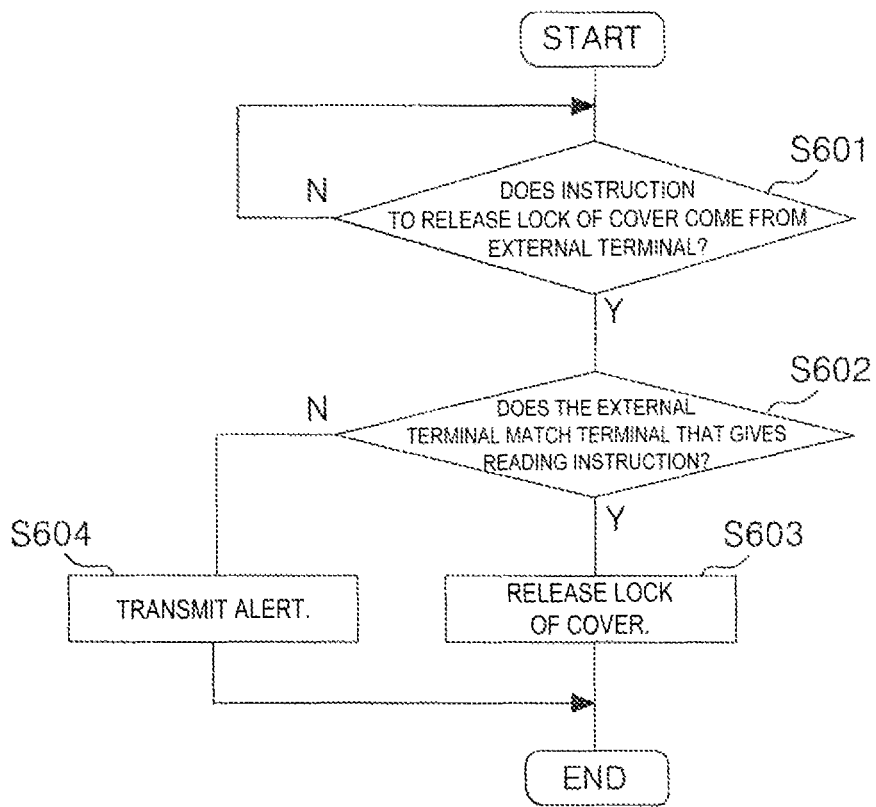 START
S601
N
DOES INSTRUCTION
TO RELEASE LOCK OF COVER COME FROM
EXTERNAL TERMINAL?
Y
S602
N
DOES THE EXTERNAL
TERMINAL MATCH TERMINAL THAT GIVES
READING INSTRUCTION?
Y
S604
S603
TRANSMIT ALERT.
RELEASE LOCK
OF COVER.
END